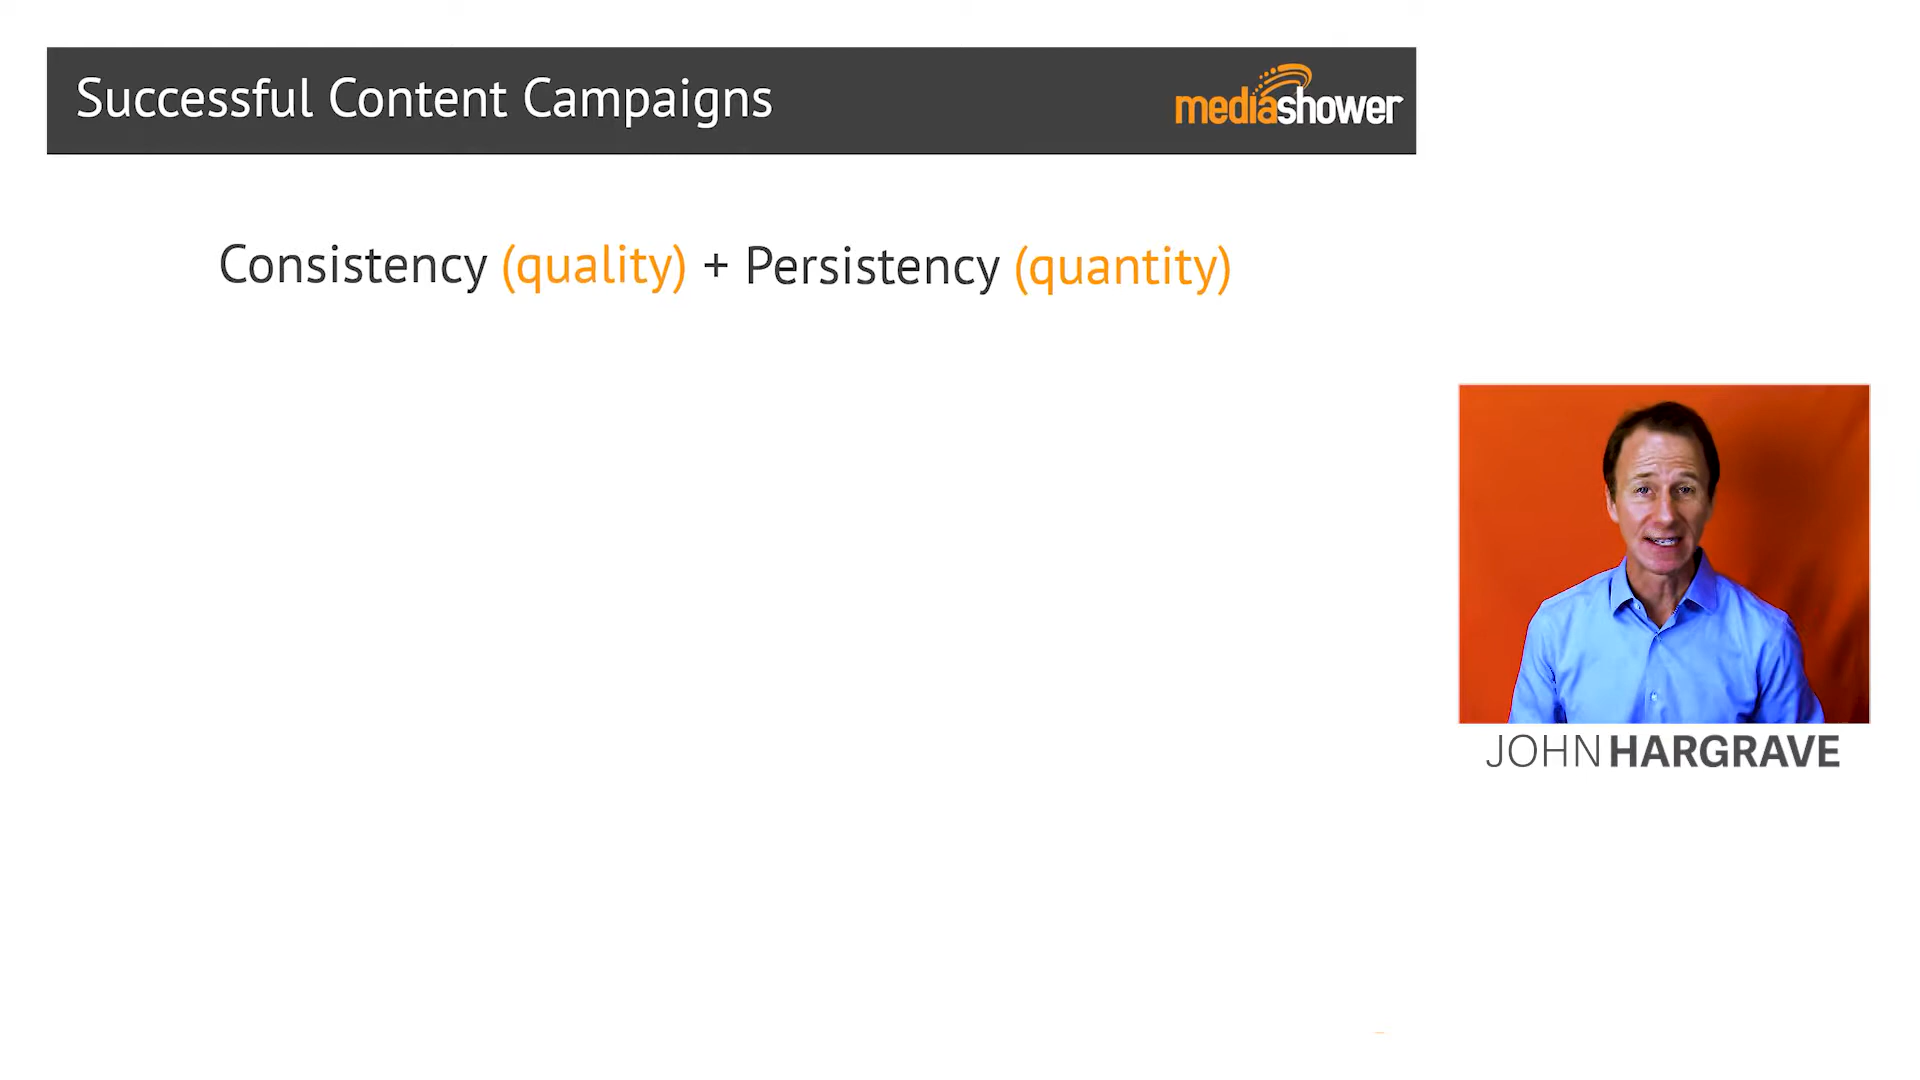 Successful Content Campaigns
mediashower
Consistency (quality) + Persistency (quantity)
JOHN HARGRAVE